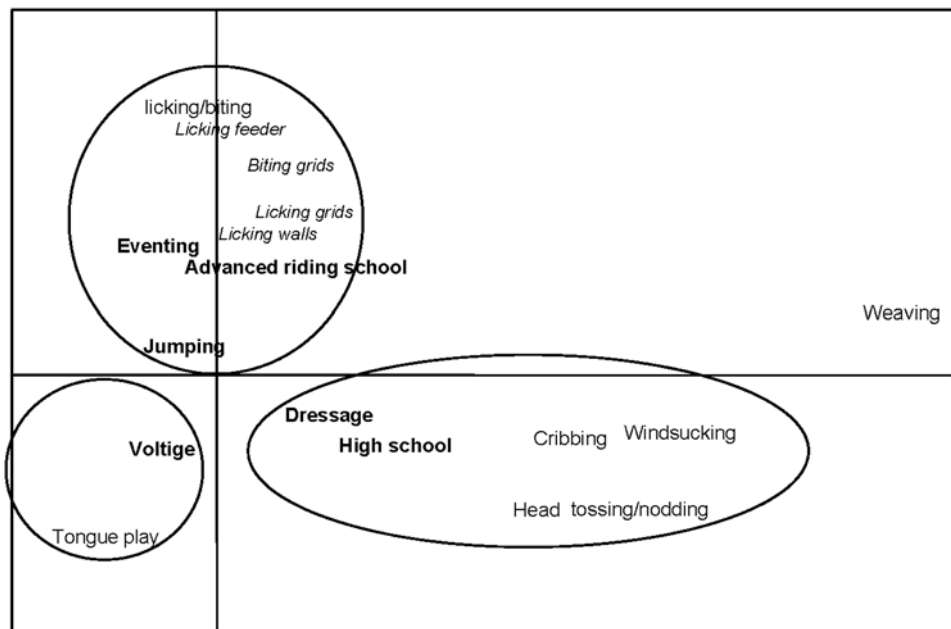 licking/biting
Licking feeder
Biting grids
Licking grids
Licking walls
Eventing
Advanced riding school
Weaving
Jumping
Dressage
Voltige
High school
Cribbing
Windsucking
Head tossing/nodding
Tongue play